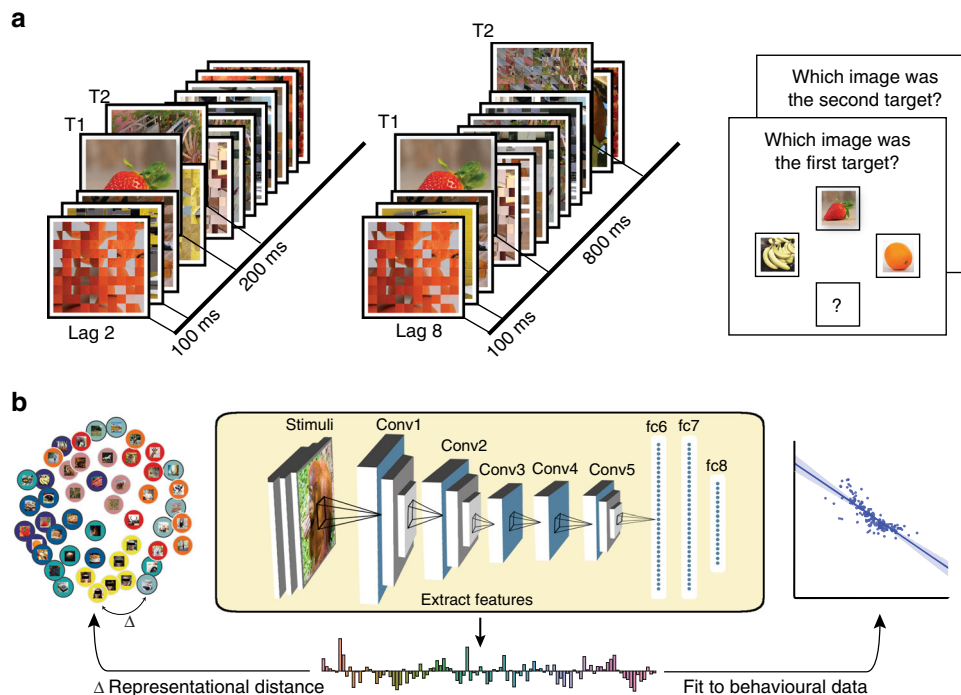 a
T2
T2
T1
T1
Lag 2
100 ms
200 ms
Lag 8
100 ms
800 ms
Which image was
the second target?
Which image was
the first target?
?
b
Stimuli
Conv1
Conv2
Conv3
Conv4
Conv5
fc6
fc7
fc8
Extract features
Δ
Δ Representational distance
Fit to behavioural data